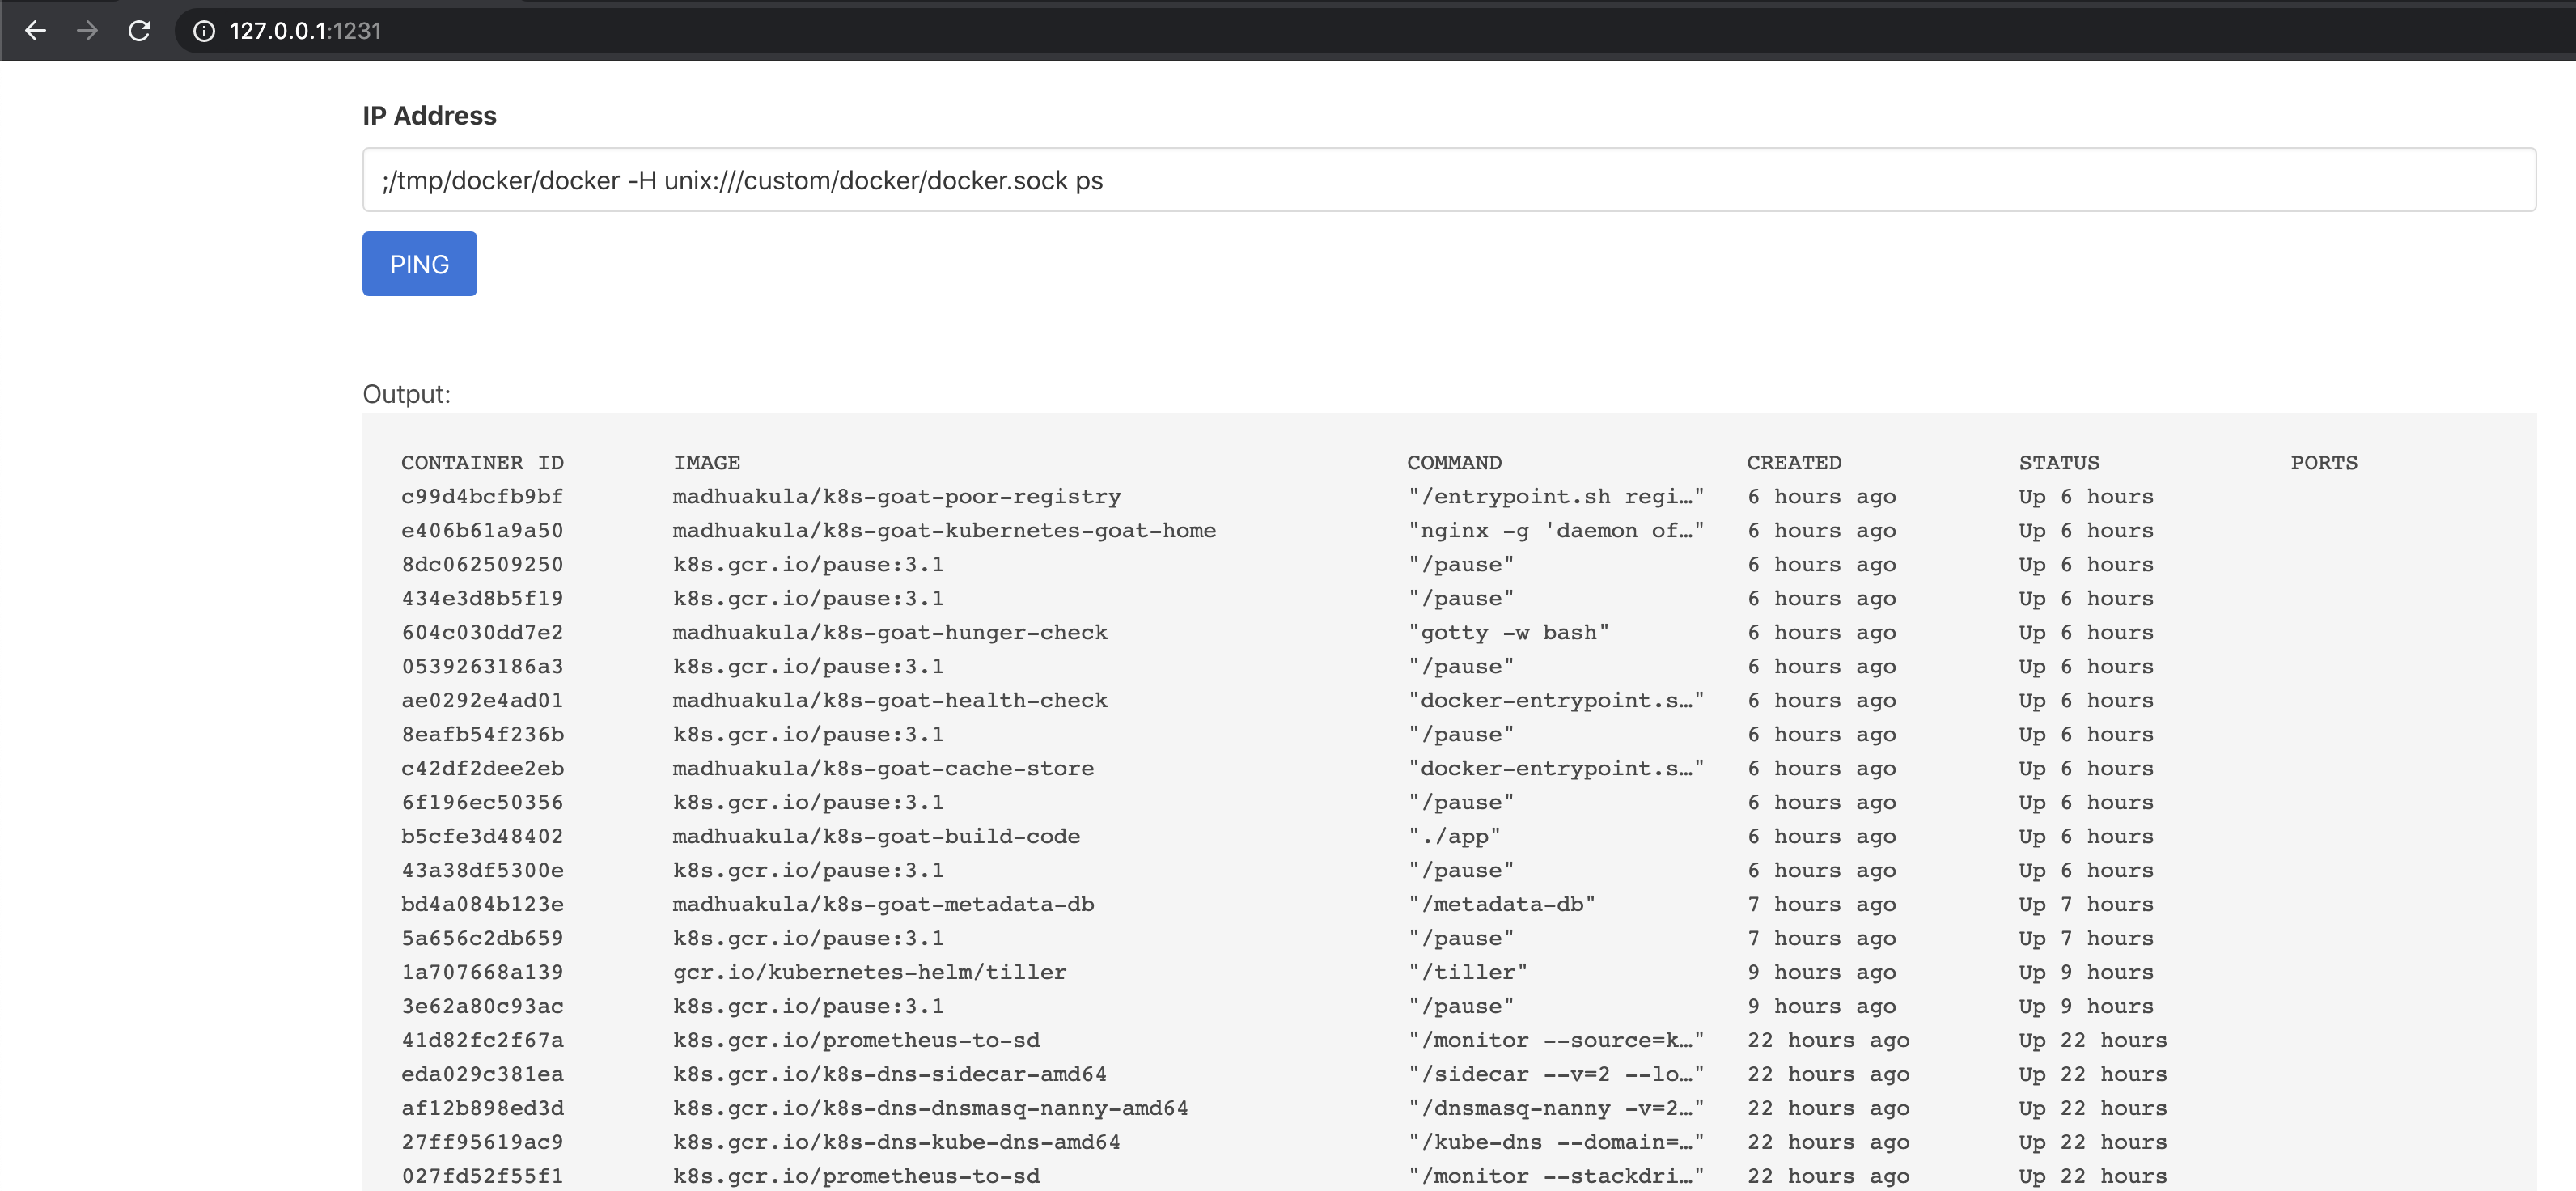 127.0.0.1:1231
IP Address
;/tmp/docker/docker -H unix:///custom/docker/docker.sock ps
PING
Output:
CONTAINER ID IMAGE COMMAND CREATED STATUS PORTS
c99d4bcfb9bf madhuakula/k8s-goat-poor-registry "/entrypoint.sh regi…" 6 hours ago Up 6 hours
e406b61a9a50 madhuakula/k8s-goat-kubernetes-goat-home "nginx -g 'daemon of…" 6 hours ago Up 6 hours
8dc062509250 k8s.gcr.io/pause:3.1 "/pause" 6 hours ago Up 6 hours
434e3d8b5f19 k8s.gcr.io/pause:3.1 "/pause" 6 hours ago Up 6 hours
604c030dd7e2 madhuakula/k8s-goat-hunger-check "gotty -w bash" 6 hours ago Up 6 hours
0539263186a3 k8s.gcr.io/pause:3.1 "/pause" 6 hours ago Up 6 hours
ae0292e4ad01 madhuakula/k8s-goat-health-check "docker-entrypoint.s…" 6 hours ago Up 6 hours
8eafb54f236b k8s.gcr.io/pause:3.1 "/pause" 6 hours ago Up 6 hours
c42df2dee2eb madhuakula/k8s-goat-cache-store "docker-entrypoint.s…" 6 hours ago Up 6 hours
6f196ec50356 k8s.gcr.io/pause:3.1 "/pause" 6 hours ago Up 6 hours
b5cfe3d48402 madhuakula/k8s-goat-build-code "./app" 6 hours ago Up 6 hours
43a38df5300e k8s.gcr.io/pause:3.1 "/pause" 6 hours ago Up 6 hours
bd4a084b123e madhuakula/k8s-goat-metadata-db "/metadata-db" 7 hours ago Up 7 hours
5a656c2db659 k8s.gcr.io/pause:3.1 "/pause" 7 hours ago Up 7 hours
1a707668a139 gcr.io/kubernetes-helm/tiller "/tiller" 9 hours ago Up 9 hours
3e62a80c93ac k8s.gcr.io/pause:3.1 "/pause" 9 hours ago Up 9 hours
41d82fc2f67a k8s.gcr.io/prometheus-to-sd "/monitor --source=k…" 22 hours ago Up 22 hours
eda029c381ea k8s.gcr.io/k8s-dns-sidecar-amd64 "/sidecar --v=2 --lo…" 22 hours ago Up 22 hours
af12b898ed3d k8s.gcr.io/k8s-dns-dnsmasq-nanny-amd64 "/dnsmasq-nanny -v=2…" 22 hours ago Up 22 hours
27ff95619ac9 k8s.gcr.io/k8s-dns-kube-dns-amd64 "/kube-dns --domain=…" 22 hours ago Up 22 hours
027fd52f55f1 k8s.gcr.io/prometheus-to-sd "/monitor --stackdri…" 22 hours ago Up 22 hours